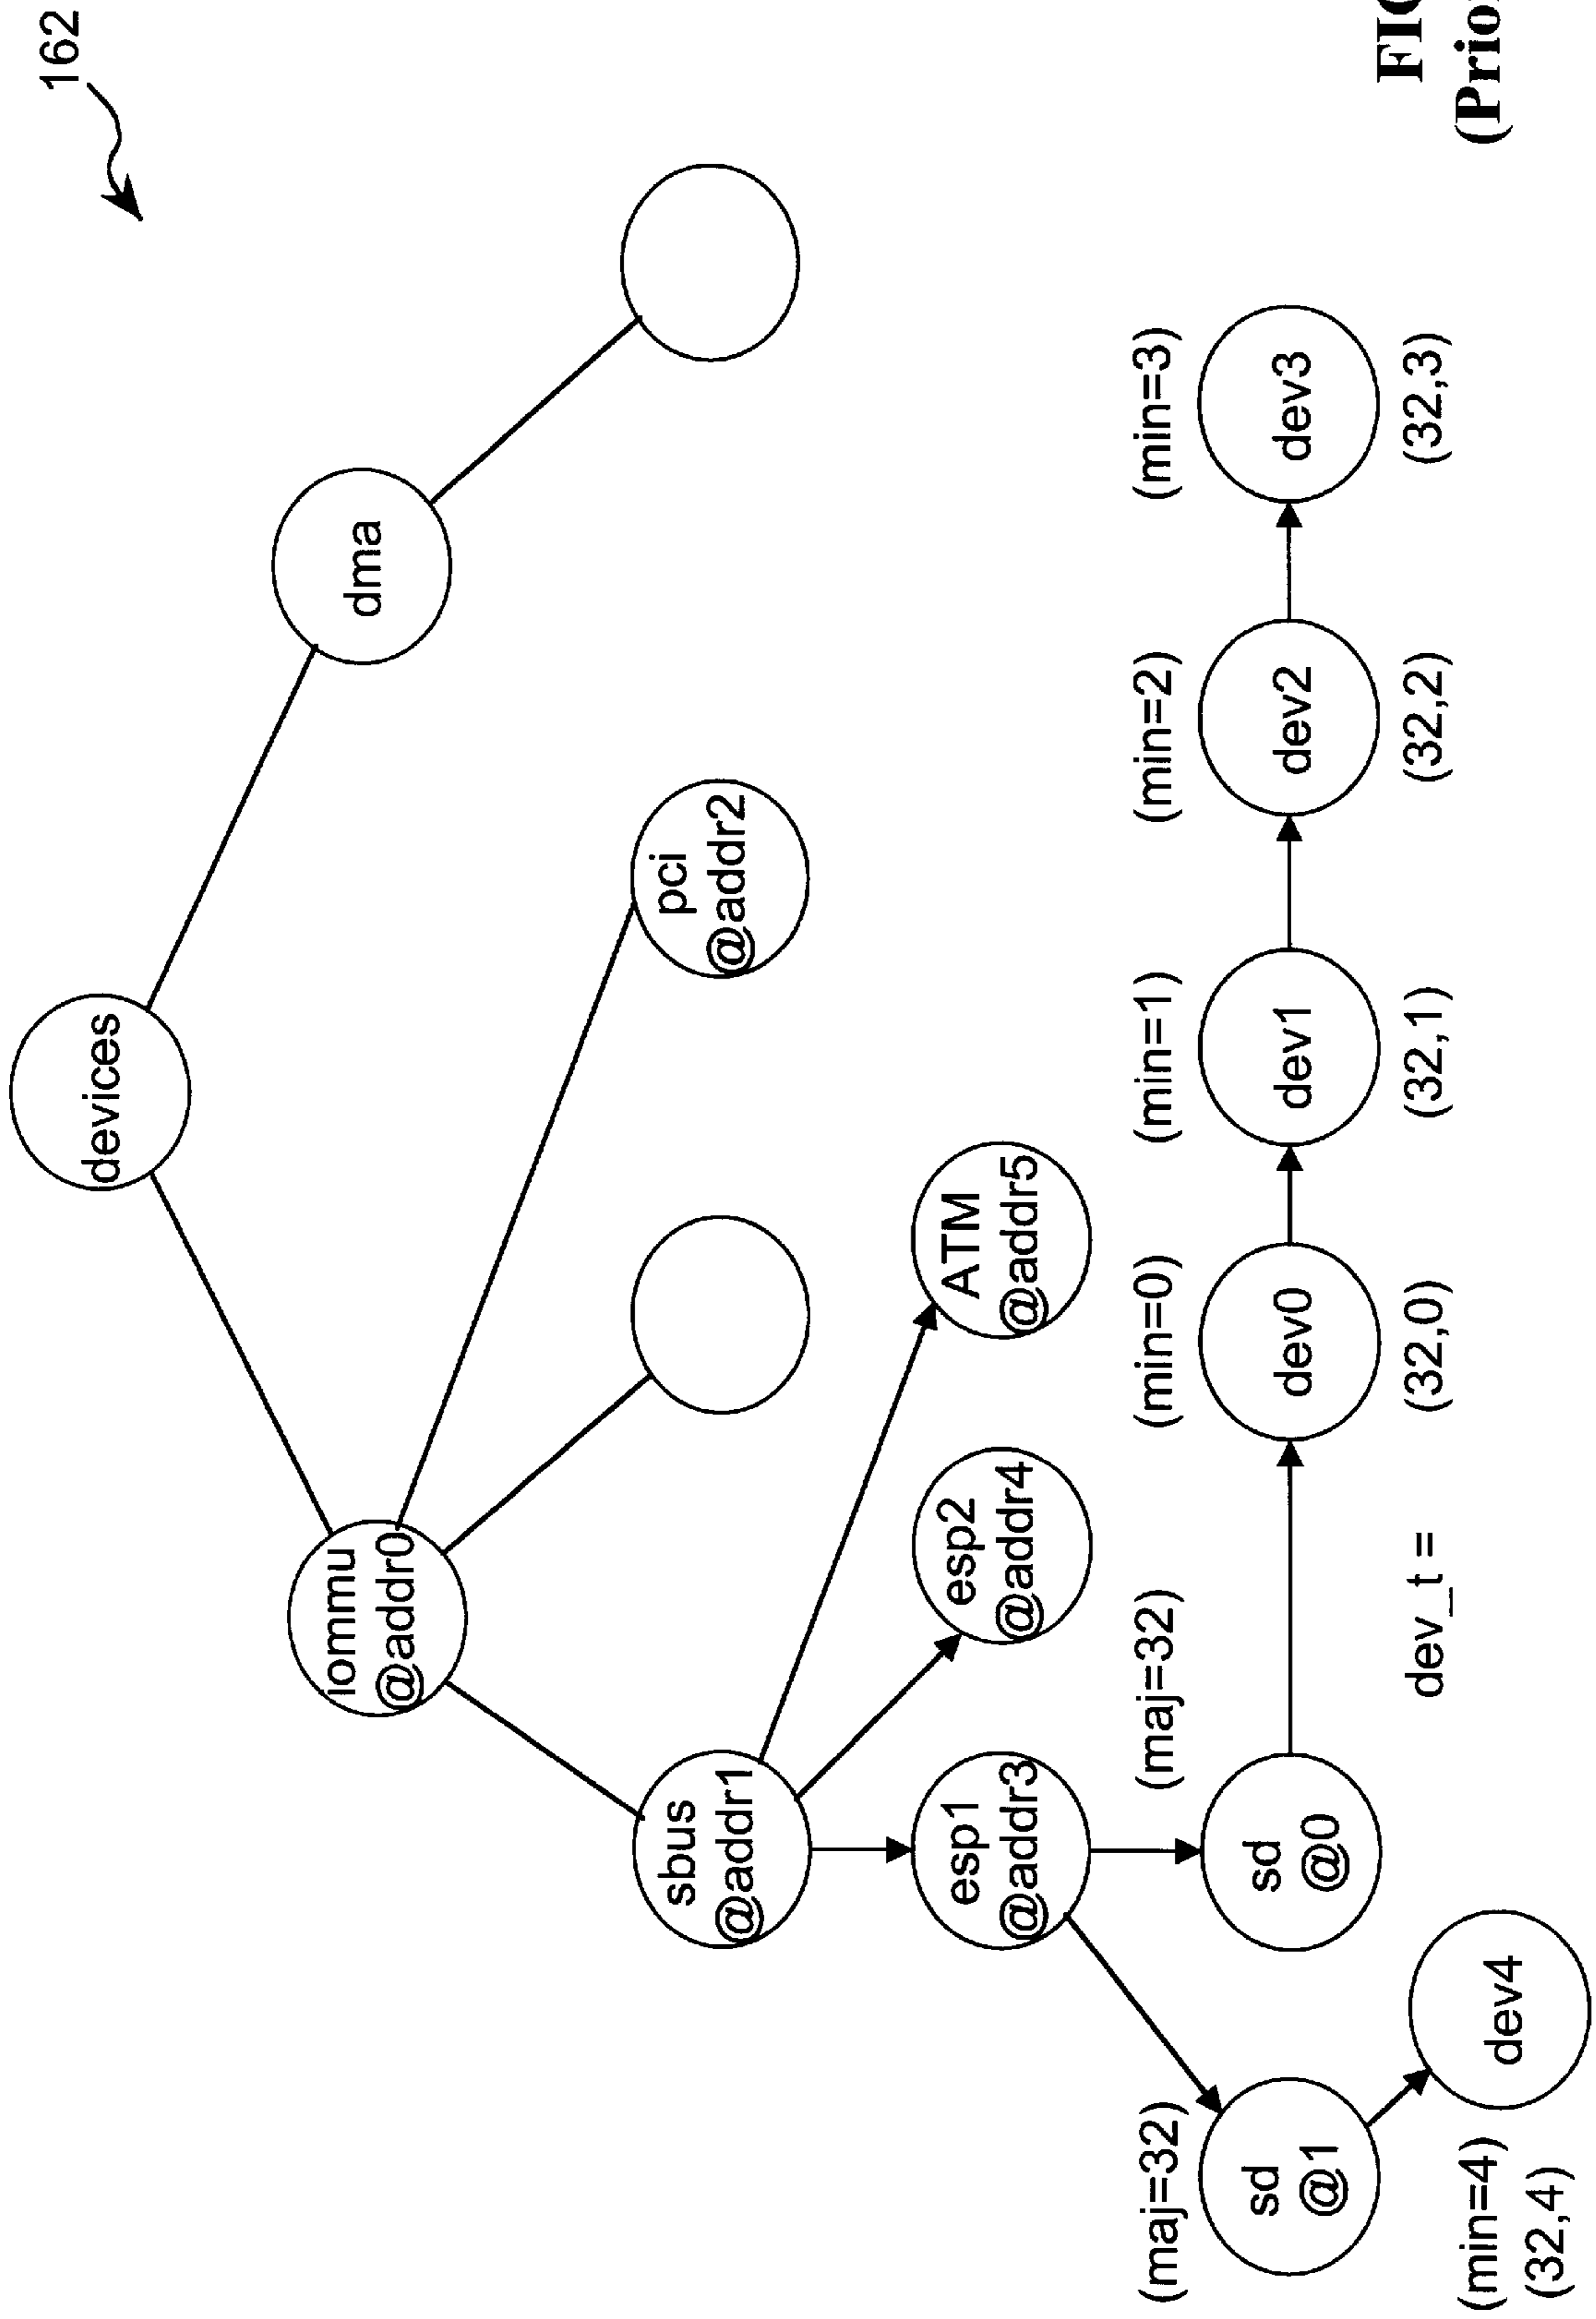 162
devices
dma
iommu
@addr0
pci
@addr2
sbus
@addr1
esp1
@addr3
esp2
@addr4
ATM
@addr5
(maj=32)
(maj=32)
(min=0)
(min=1)
(min=2)
(min=3)
sd
@1
sd
@0
dev0
dev1
dev2
dev3
dev_t =
(32,0)
(32,1)
(32,2)
(32,3)
(min=4)
(32,4)
dev4